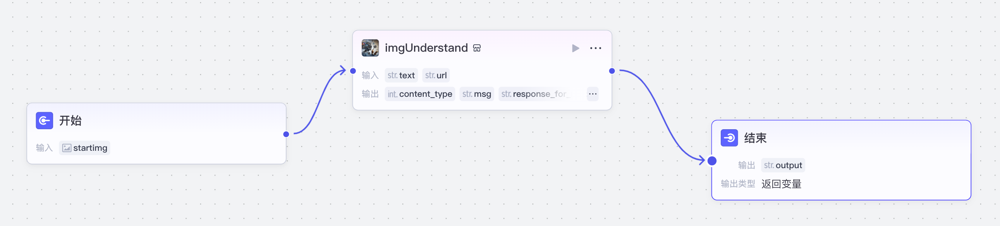 开始
输入 startimg
imgUnderstand
输入 str. text str. url
输出 int. content_type str. msg str. response_for_ ...
结束
输出 str. output
输出类型 返回变量